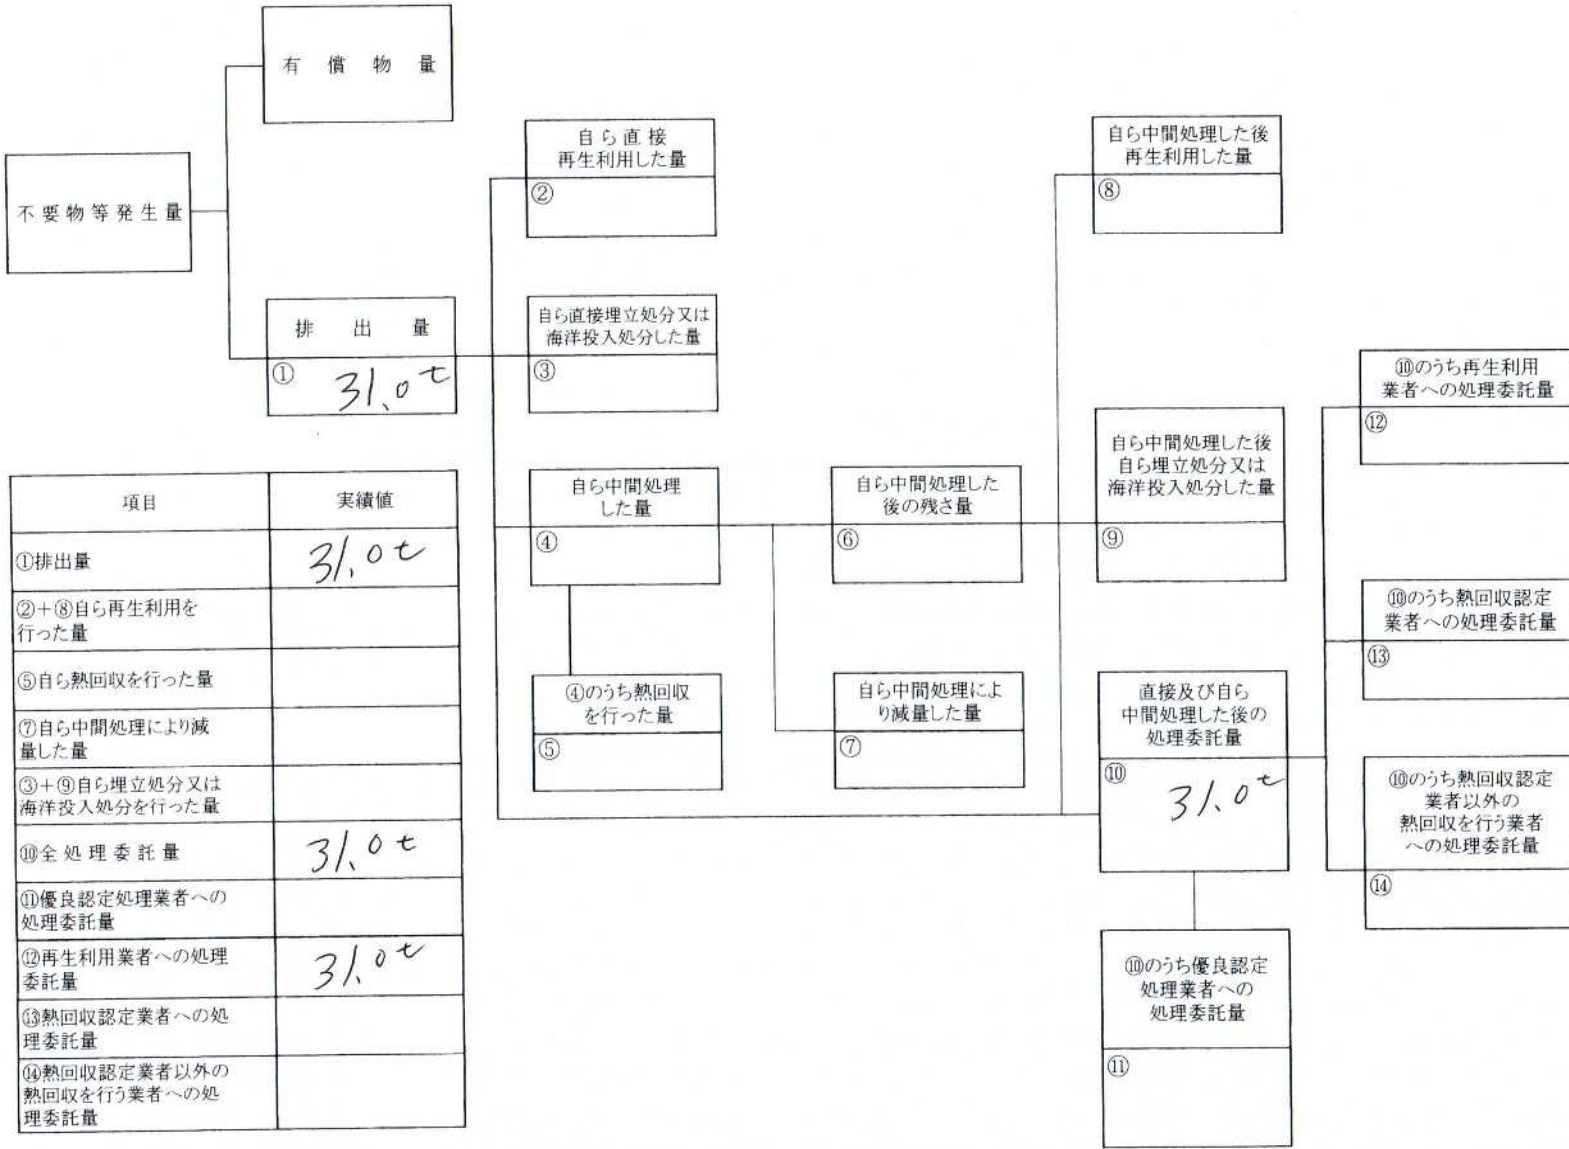 有償物量
不要物等発生量
排出量
① 31.0t
自ら直接
再生利用した量
②
自ら直接埋立処分又は
海洋投入処分した量
③
自ら中間処理
した量
④
④のうち熱回収
を行った量
⑤
自ら中間処理した
後の残さ量
⑥
自ら中間処理によ
り減量した量
⑦
自ら中間処理した後
再生利用した量
⑧
自ら中間処理した後
自ら埋立処分又は
海洋投入処分した量
⑨
直接及び自ら
中間処理した後の
処理委託量
⑩ 31.0t
⑩のうち優良認定
処理業者への
処理委託量
⑪
⑩のうち再生利用
業者への処理委託量
⑫
⑩のうち熱回収認定
業者への処理委託量
⑬
⑩のうち熱回収認定
業者以外の
熱回収を行う業者
への処理委託量
⑭
項目 実績値
①排出量 31.0t
②+⑧自ら再生利用を
行った量
⑤自ら熱回収を行った量
⑦自ら中間処理により減
量した量
③+⑨自ら埋立処分又は
海洋投入処分を行った量
⑩全処理委託量 31.0t
⑪優良認定処理業者への
処理委託量
⑫再生利用業者への処理
委託量 31.0t
⑬熱回収認定業者への処
理委託量
⑭熱回収認定業者以外の
熱回収を行う業者への処
理委託量